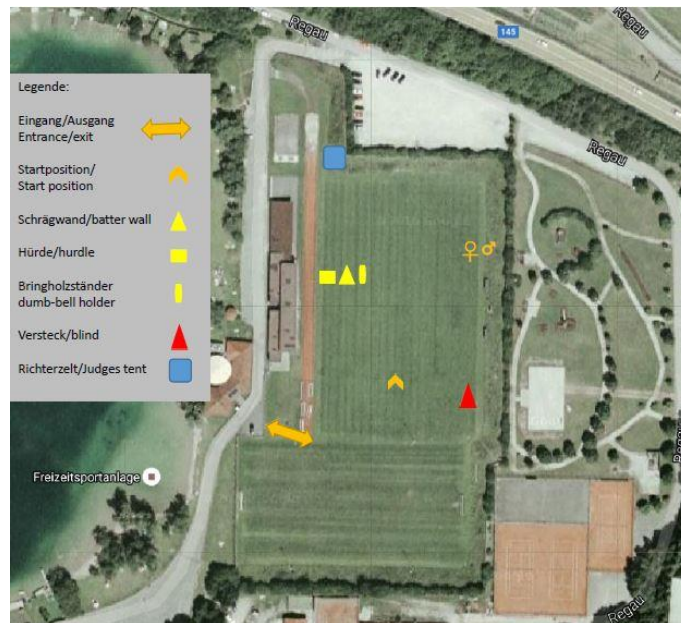 Regau
145
Regau
Legende:
Eingang/Ausgang
Entrance/exit
Startposition/
Start position
Schrägwand/batter wall
Hürde/hurdle
Bringholzständer
dumb-bell holder
Versteck/blind
Richterzelt/Judges tent
Regau
Freizeitsportanlage
Regau
Regau